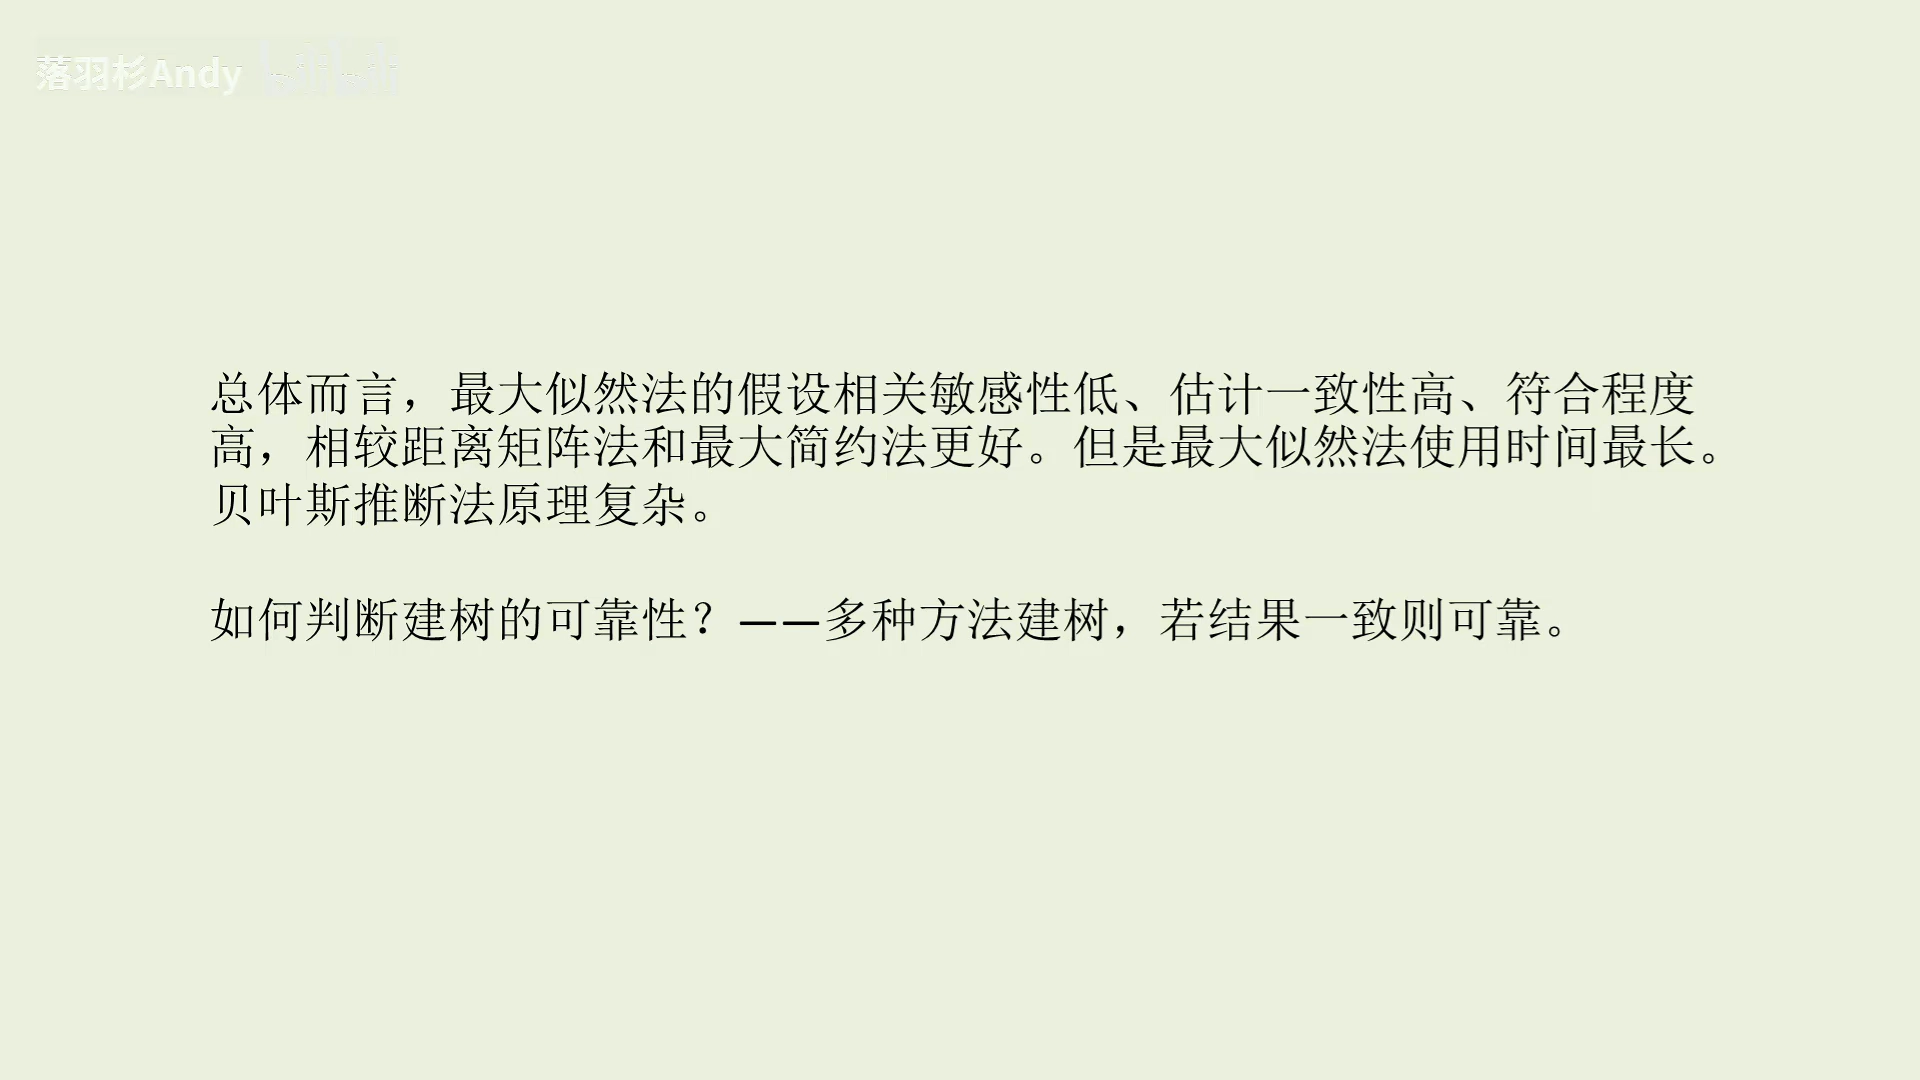 落羽杉Andy bilibili
总体而言，最大似然法的假设相关敏感性低、估计一致性高、符合程度
高，相较距离矩阵法和最大简约法更好。但是最大似然法使用时间最长。
贝叶斯推断法原理复杂。
如何判断建树的可靠性？——多种方法建树，若结果一致则可靠。